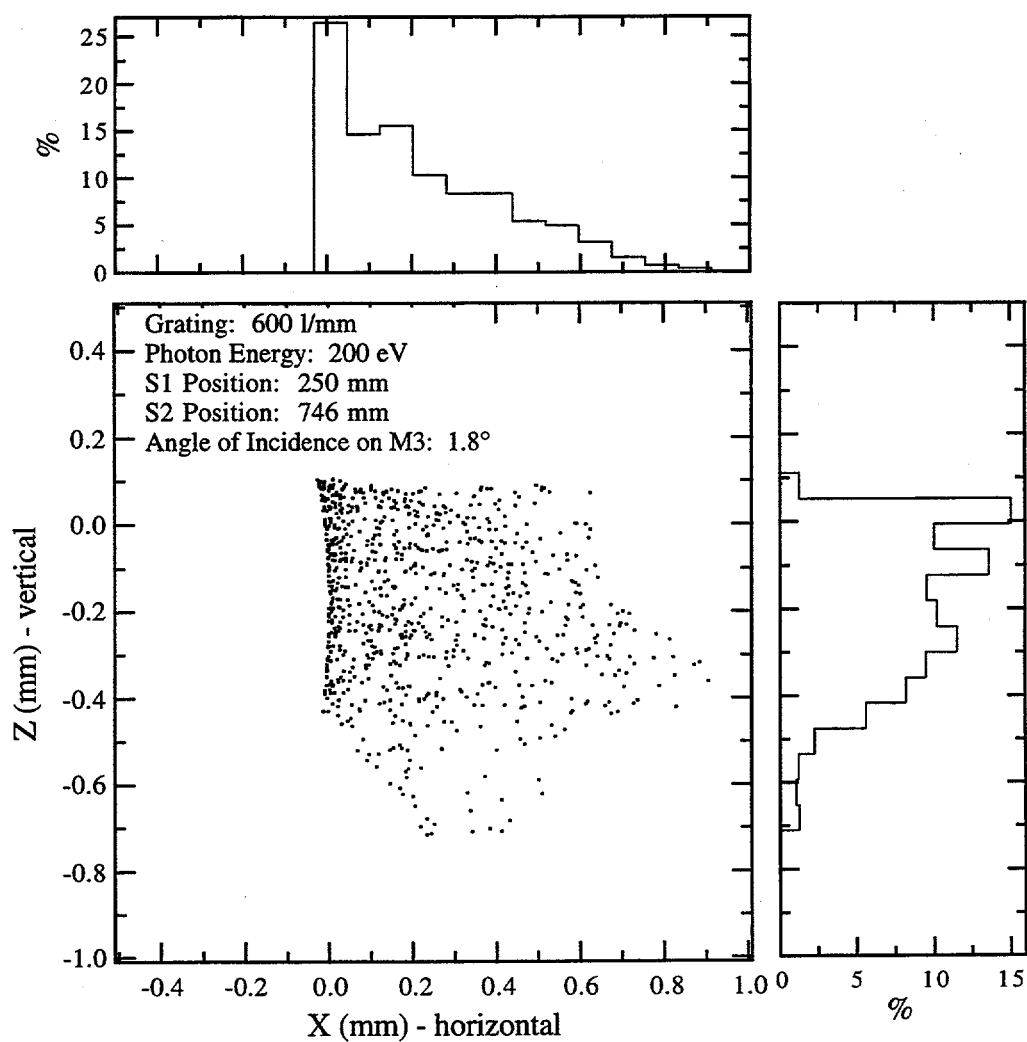 25
20
15
10
5
0
%
Grating: 600 l/mm
Photon Energy: 200 eV
S1 Position: 250 mm
S2 Position: 746 mm
Angle of Incidence on M3: 1.8°
0.4
0.2
0.0
-0.2
-0.4
-0.6
-0.8
-1.0
Z (mm) - vertical
-0.4 -0.2 0.0 0.2 0.4 0.6 0.8 1.0
X (mm) - horizontal
0 5 10 15
%